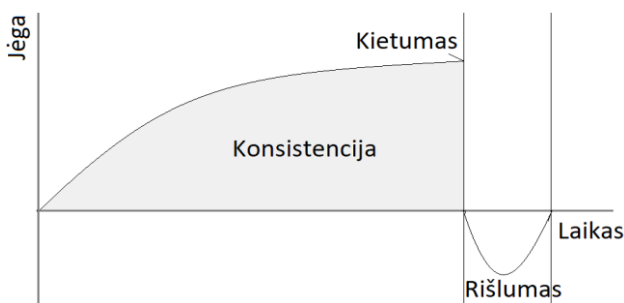 Jėga
Kietumas
Konsistencija
Laikas
Rišlumas